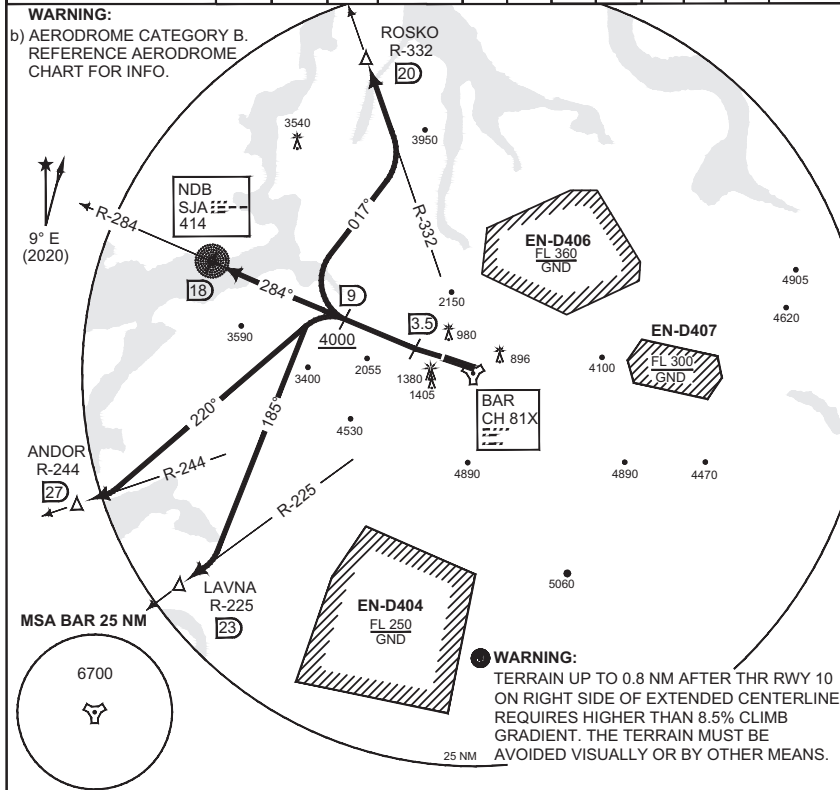 WARNING:
b) AERODROME CATEGORY B.
REFERENCE AERODROME
CHART FOR INFO.
ROSKO
R-332
20
3540
3950
NDB
SJA
414
R-284
9° E
(2020)
017°
R-332
EN-D406
FL 360
GND
18
284°
9
4905
4620
2150
3590
4000
3.5
980
EN-D407
FL 300
GND
3400
2055
1380
1405
896
4100
BAR
CH 81X
220°
185°
4530
ANDOR
R-244
27
R-244
R-225
4890
4890
4470
LAVNA
R-225
23
EN-D404
FL 250
GND
5060
MSA BAR 25 NM
6700
WARNING:
TERRAIN UP TO 0.8 NM AFTER THR RWY 10
ON RIGHT SIDE OF EXTENDED CENTERLINE
REQUIRES HIGHER THAN 8.5% CLIMB
GRADIENT. THE TERRAIN MUST BE
AVOIDED VISUALLY OR BY OTHER MEANS.
25 NM